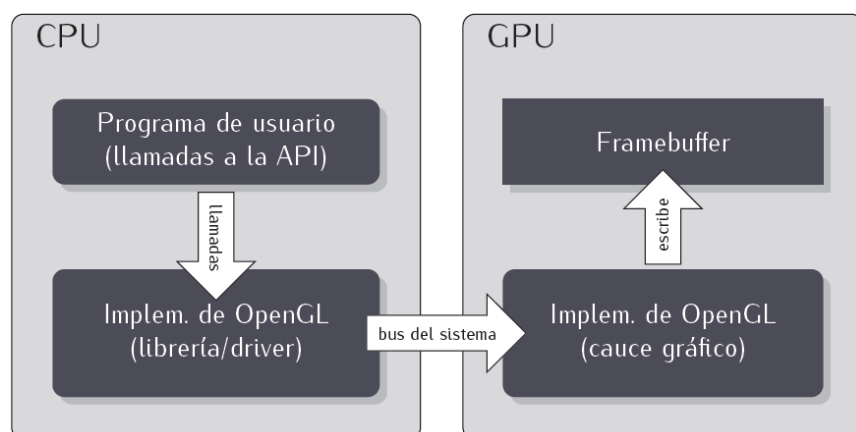 CPU
Programa de usuario
(llamadas a la API)
llamadas
Implem. de OpenGL
(librería/driver)
bus del sistema
GPU
Framebuffer
escribe
Implem. de OpenGL
(cauce gráfico)